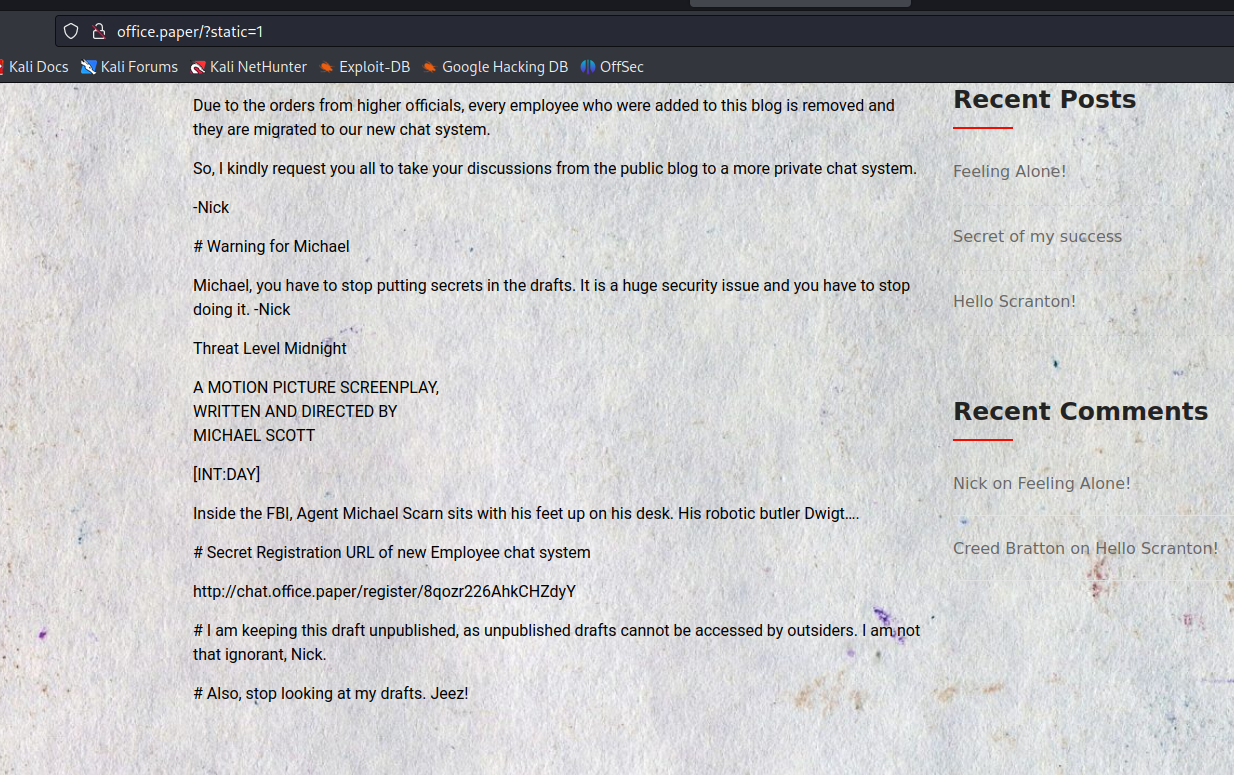 office.paper/?static=1
Kali Docs Kali Forums Kali NetHunter Exploit-DB Google Hacking DB OffSec
Due to the orders from higher officials, every employee who were added to this blog is removed and
they are migrated to our new chat system.
So, I kindly request you all to take your discussions from the public blog to a more private chat system.
-Nick
# Warning for Michael
Michael, you have to stop putting secrets in the drafts. It is a huge security issue and you have to stop
doing it. -Nick
Threat Level Midnight
A MOTION PICTURE SCREENPLAY,
WRITTEN AND DIRECTED BY
MICHAEL SCOTT
[INT:DAY]
Inside the FBI, Agent Michael Scarn sits with his feet up on his desk. His robotic butler Dwigt….
# Secret Registration URL of new Employee chat system
http://chat.office.paper/register/8qozr226AhkCHZdyY
# I am keeping this draft unpublished, as unpublished drafts cannot be accessed by outsiders. I am not
that ignorant, Nick.
# Also, stop looking at my drafts. Jeez!
Recent Posts
Feeling Alone!
Secret of my success
Hello Scranton!
Recent Comments
Nick on Feeling Alone!
Creed Bratton on Hello Scranton!